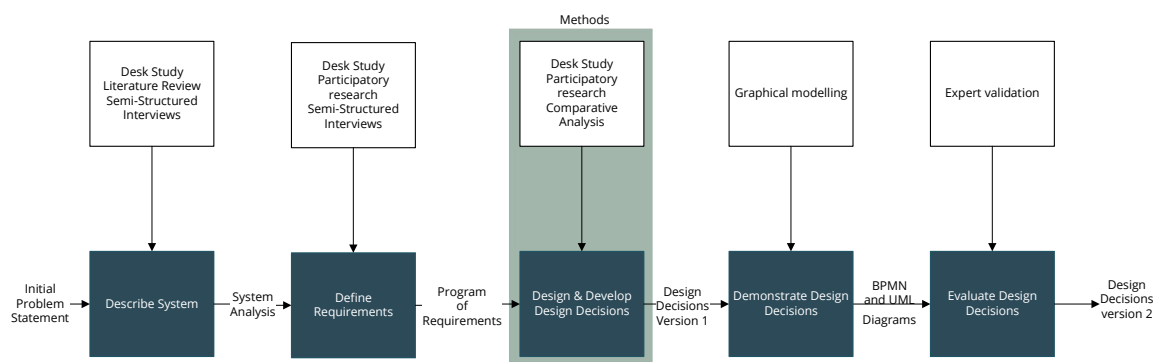 Methods
Desk Study
Literature Review
Semi-Structured
Interviews
Desk Study
Participatory
research
Semi-Structured
Interviews
Desk Study
Participatory
research
Comparative
Analysis
Graphical modelling
Expert validation
Initial
Problem
Statement
Describe System
System
Analysis
Define
Requirements
Program
of
Requirements
Design & Develop
Design Decisions
Design
Decisions
Version 1
Demonstrate Design
Decisions
BPMN
and UML
Diagrams
Evaluate Design
Decisions
Design
Decisions
version 2